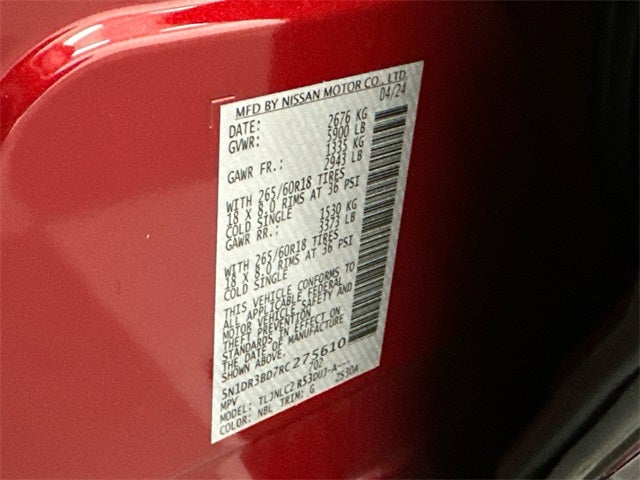 MFD BY NISSAN MOTOR CO., LTD.
DATE: 04/24
GVWR: 2676 KG
5900 LB
GAWR FR.: 1335 KG
2943 LB
WITH 265/60R18 TIRES
18 X 8.0 RIMS AT 36 PSI
COLD SINGLE
GAWR RR.: 1530 KG
3373 LB
WITH 265/60R18 TIRES
18 X 8.0 RIMS AT 36 PSI
COLD SINGLE
THIS VEHICLE CONFORMS TO
ALL APPLICABLE FEDERAL
MOTOR VEHICLE SAFETY AND
THEFT PREVENTION
STANDARDS IN EFFECT ON
THE DATE OF MANUFACTURE
SHOWN ABOVE.
5N1DR3BD7RC275610
MPV 702
MODEL: TLJNLC2 R53DUJ-A---
COLOR: NBL TRIM: G 2530A